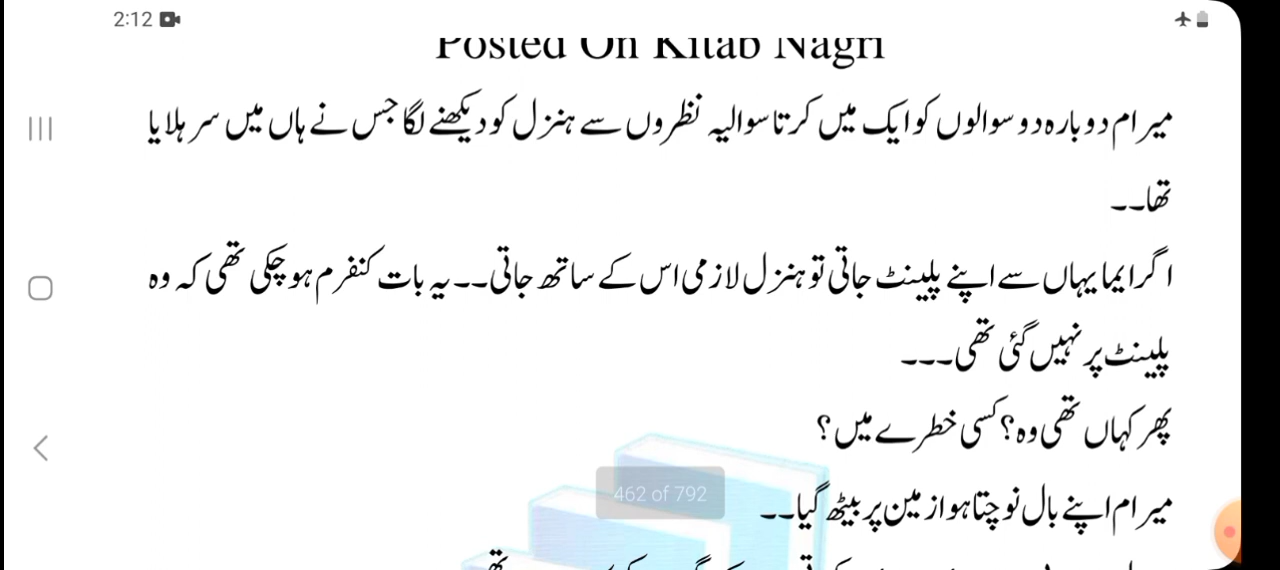 2:12
Posted On Kitab Nagri
میرام دوبارہ دو سوالوں کو ایک میں کرتا سوالیہ نظروں سے ہنزل کو دیکھنے لگا جس نے ہاں میں سر ہلایا
تھا۔۔
اگر ایما یہاں سے اپنے پلینٹ جاتی تو ہنزل لازمی اس کے ساتھ جاتی۔۔ یہ بات کنفرم ہو چکی تھی کہ وہ
پلینٹ پر نہیں گئی تھی۔۔۔
پھر کہاں تھی وہ؟ کسی خطرے میں؟
462 of 792
میرام اپنے بال نوچتا ہوا زمین پر بیٹھ گیا۔۔